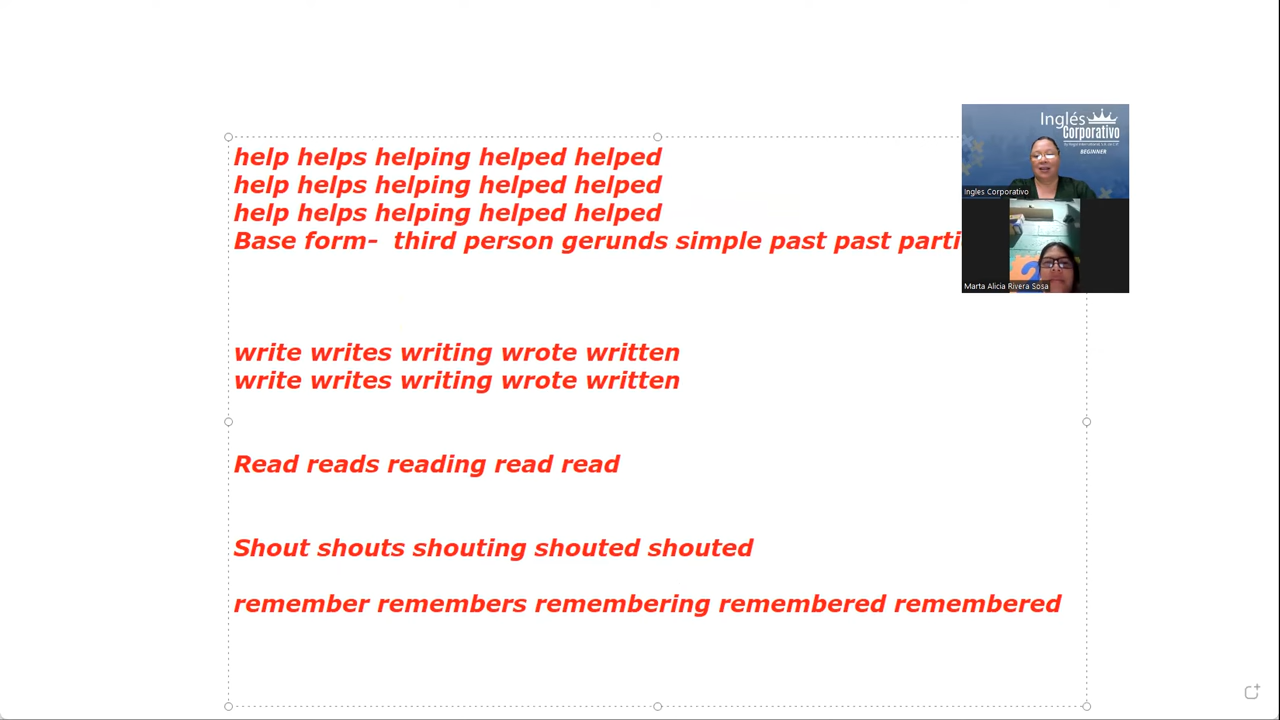 help helps helping helped helped
help helps helping helped helped
help helps helping helped helped
Base form-  third person gerunds simple past past
write writes writing wrote written
write writes writing wrote written
Read reads reading read read
Shout shouts shouting shouted shouted
remember remembers remembering remembered remembered
Inglés
Corporativo
BEGINNER
Ingles Corporativo
Marta Alicia Rivera Sosa